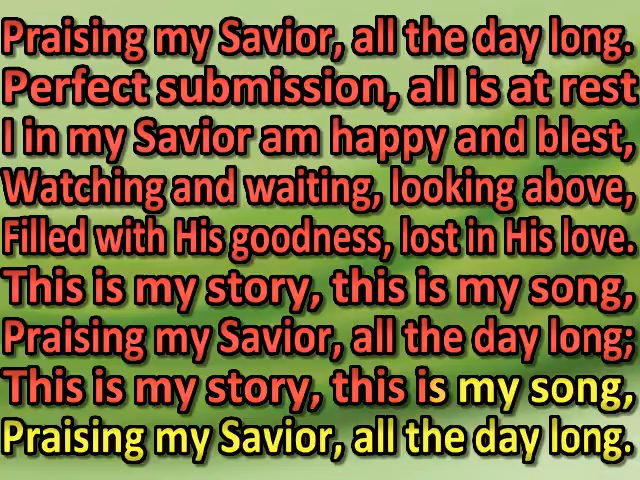 Praising my Savior, all the day long.
Perfect submission, all is at rest
I in my Savior am happy and blest,
Watching and waiting, looking above,
Filled with His goodness, lost in His love.
This is my story, this is my song,
Praising my Savior, all the day long;
This is my story, this is my song,
Praising my Savior, all the day long.